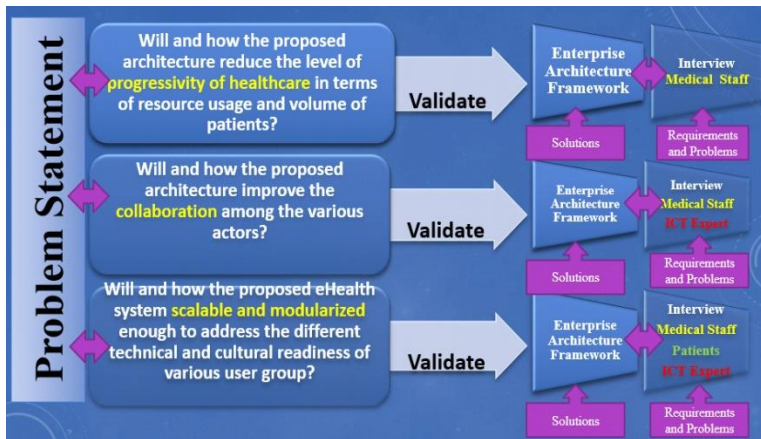 Problem Statement
Will and how the proposed
architecture reduce the level of
progressivity of healthcare in terms
of resource usage and volume of
patients?
Validate
Enterprise
Architecture
Framework
Interview
Medical Staff
Solutions
Requirements
and Problems
Will and how the proposed
architecture improve the
collaboration among the various
actors?
Validate
Enterprise
Architecture
Framework
Interview
Medical Staff
ICT Expert
Solutions
Requirements
and Problems
Will and how the proposed eHealth
system scalable and modularized
enough to address the different
technical and cultural readiness of
various user group?
Validate
Enterprise
Architecture
Framework
Interview
Medical Staff
Patients
ICT Expert
Solutions
Requirements
and Problems